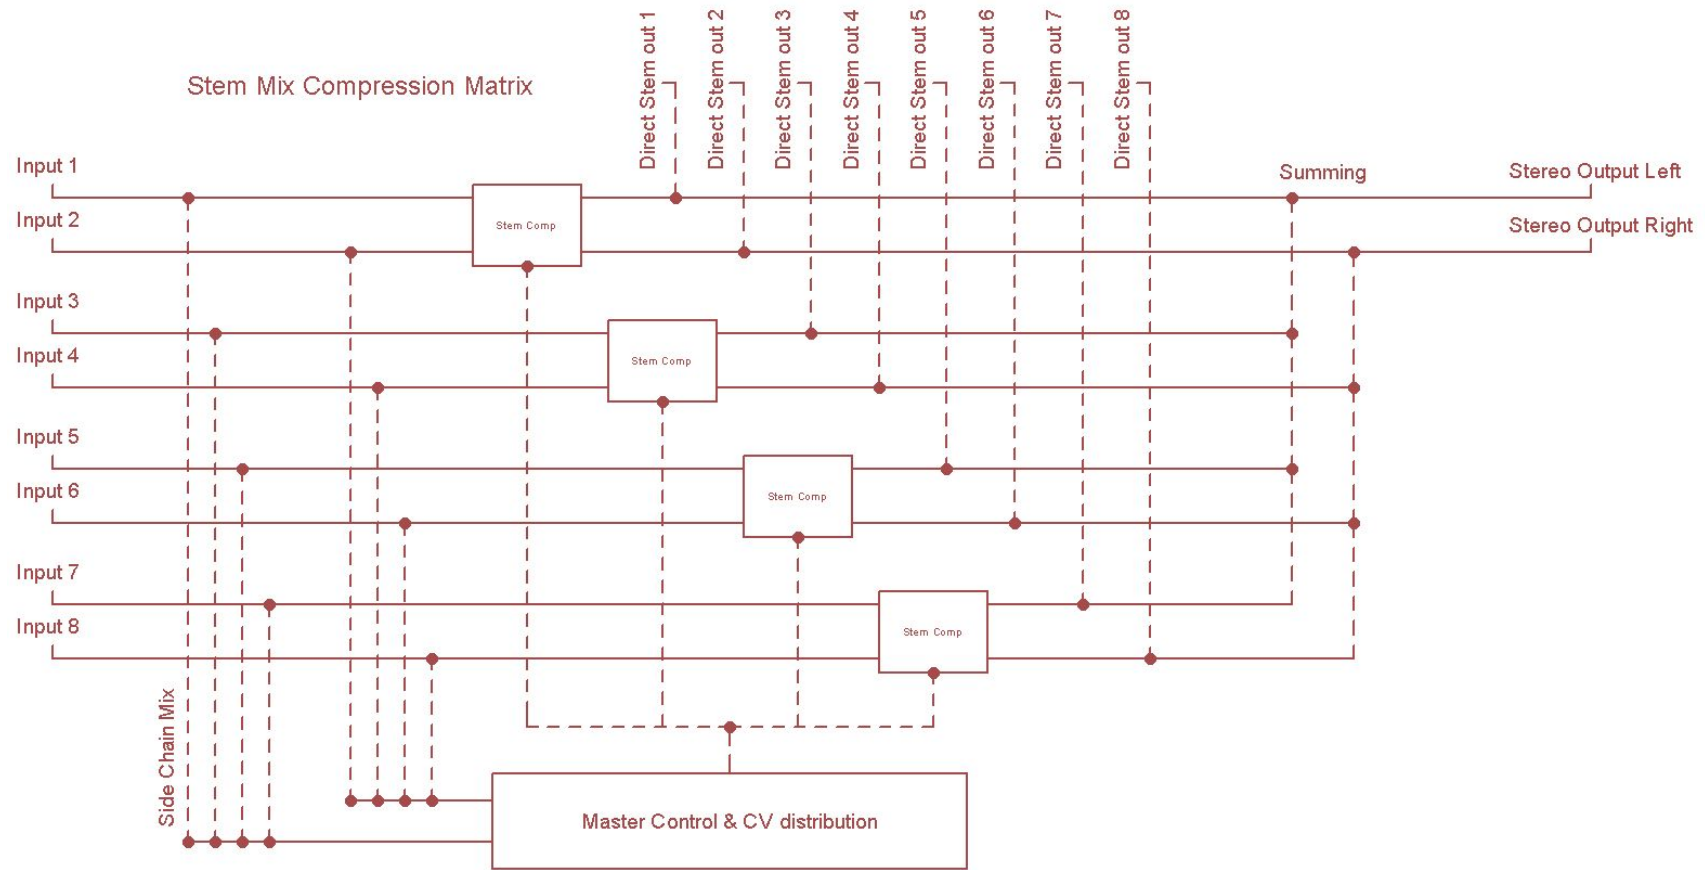 Direct Stem out 1
Direct Stem out 2
Direct Stem out 3
Direct Stem out 4
Direct Stem out 5
Direct Stem out 6
Direct Stem out 7
Direct Stem out 8
Stem Mix Compression Matrix
Input 1
Summing
Stereo Output Left
Input 2
Stem Comp
Stereo Output Right
Input 3
Input 4
Stem Comp
Input 5
Input 6
Stem Comp
Input 7
Input 8
Stem Comp
Side Chain Mix
Master Control & CV distribution